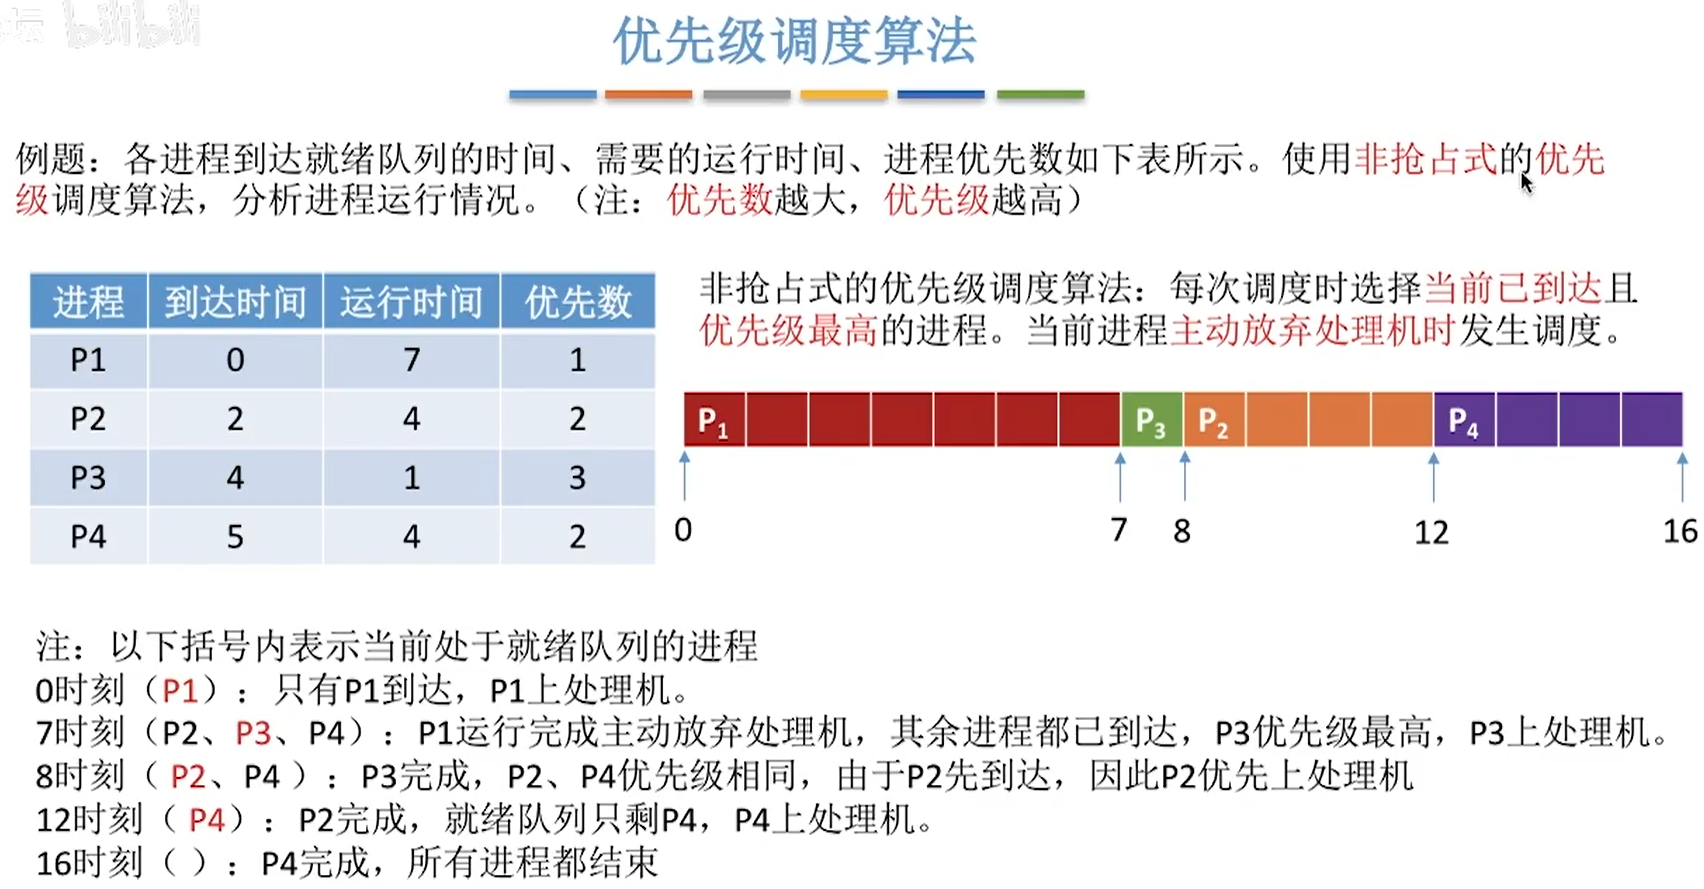 坛 bilibili
优先级调度算法
例题：各进程到达就绪队列的时间、需要的运行时间、进程优先数如下表所示。使用非抢占式的优先
级调度算法，分析进程运行情况。（注：优先数越大，优先级越高）
进程 到达时间 运行时间 优先数
P1 0 7 1
P2 2 4 2
P3 4 1 3
P4 5 4 2
非抢占式的优先级调度算法：每次调度时选择当前已到达且
优先级最高的进程。当前进程主动放弃处理机时发生调度。
P1 P3 P2 P4
0 7 8 12 16
注：以下括号内表示当前处于就绪队列的进程
0时刻（P1）：只有P1到达，P1上处理机。
7时刻（P2、P3、P4）：P1运行完成主动放弃处理机，其余进程都已到达，P3优先级最高，P3上处理机。
8时刻（ P2、P4 ）：P3完成，P2、P4优先级相同，由于P2先到达，因此P2优先上处理机
12时刻（ P4）：P2完成，就绪队列只剩P4，P4上处理机。
16时刻（ ）：P4完成，所有进程都结束